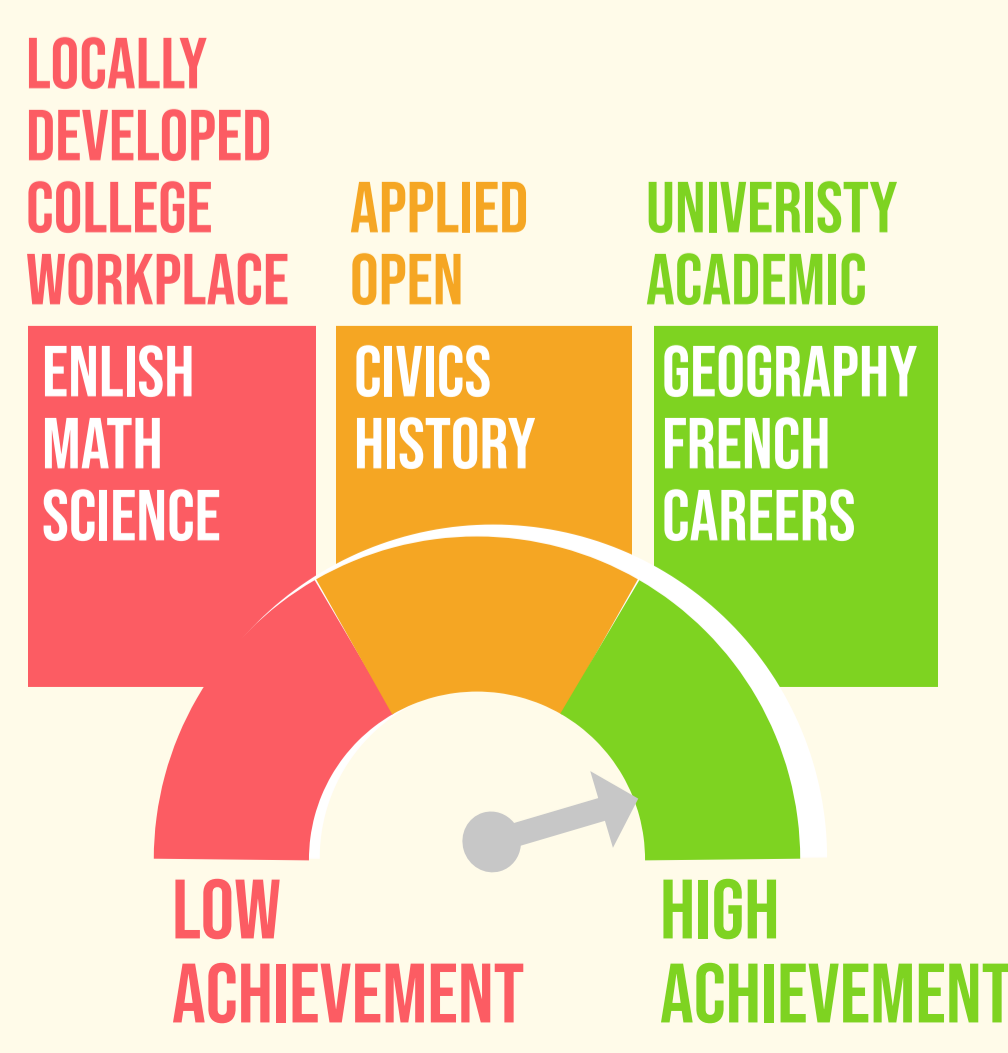 LOCALLY
DEVELOPED
COLLEGE
WORKPLACE
APPLIED
OPEN
UNIVERISTY
ACADEMIC
ENLISH
MATH
SCIENCE
CIVICS
HISTORY
GEOGRAPHY
FRENCH
CAREERS
LOW
ACHIEVEMENT
HIGH
ACHIEVEMENT